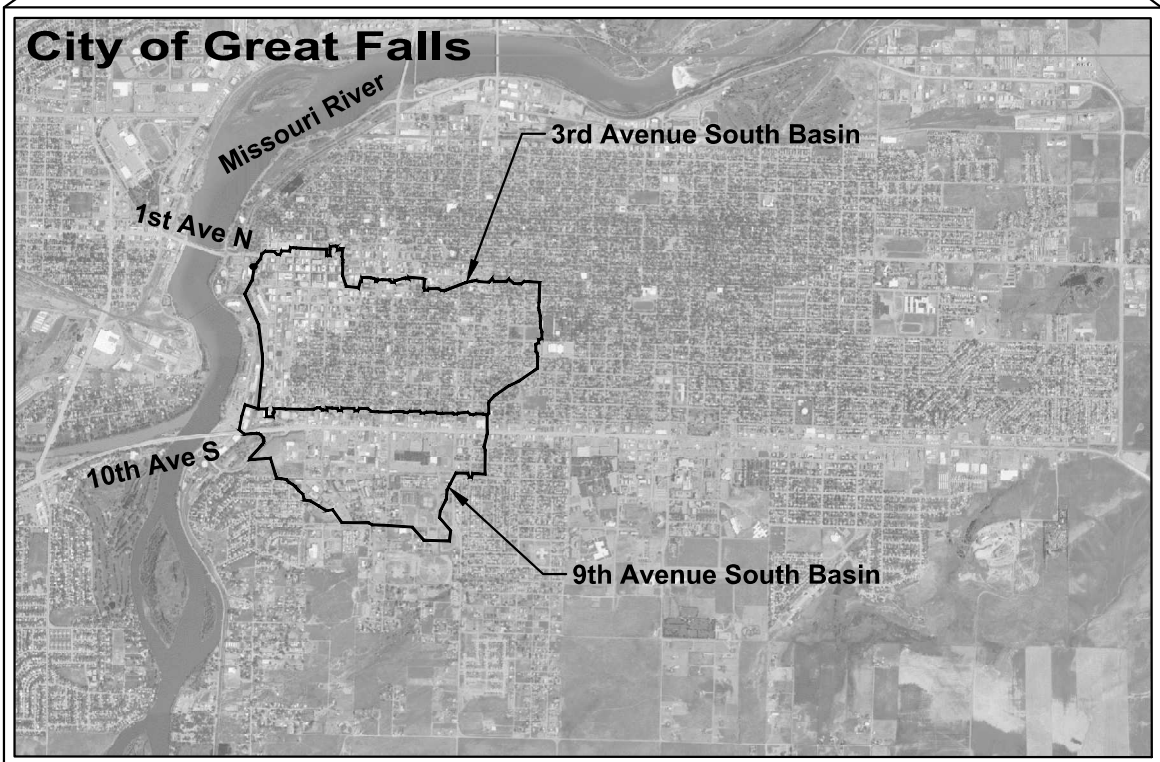 City of Great Falls
Missouri River
3rd Avenue South Basin
1st Ave N
10th Ave S
9th Avenue South Basin